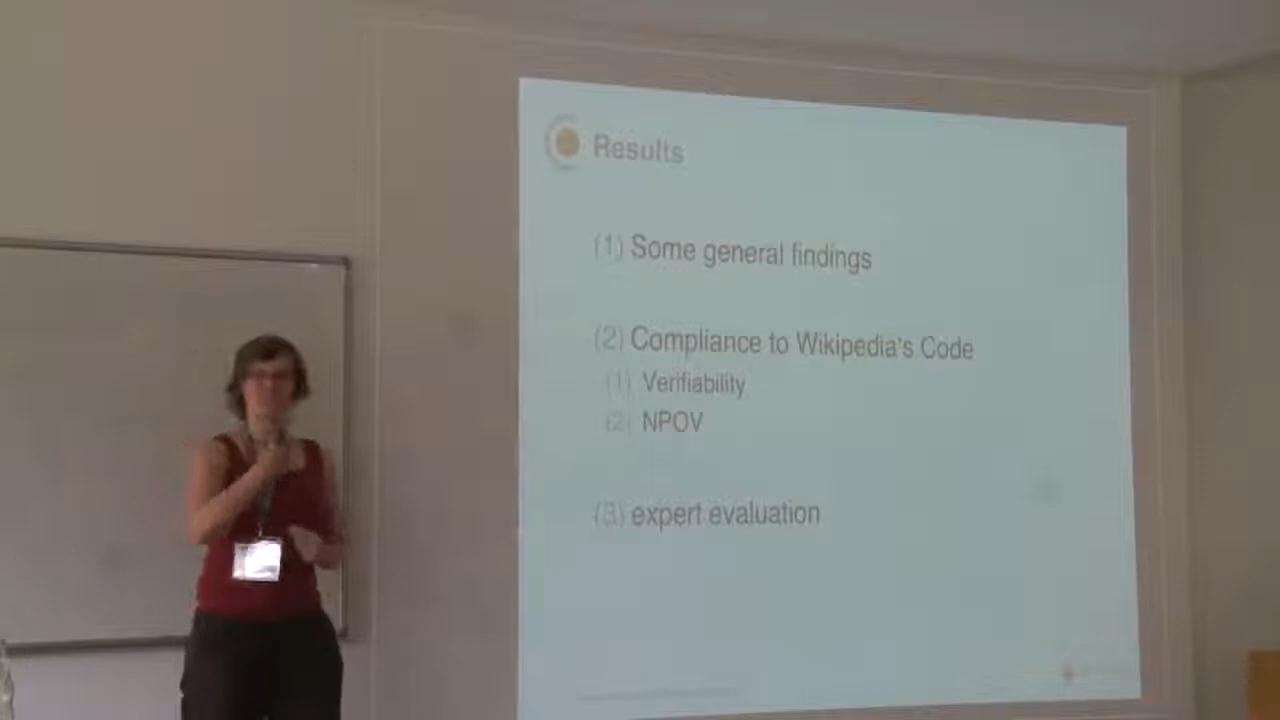 Results
(1) Some general findings
(2) Compliance to Wikipedia's Code
(1) Verifiability
(2) NPOV
(3) expert evaluation